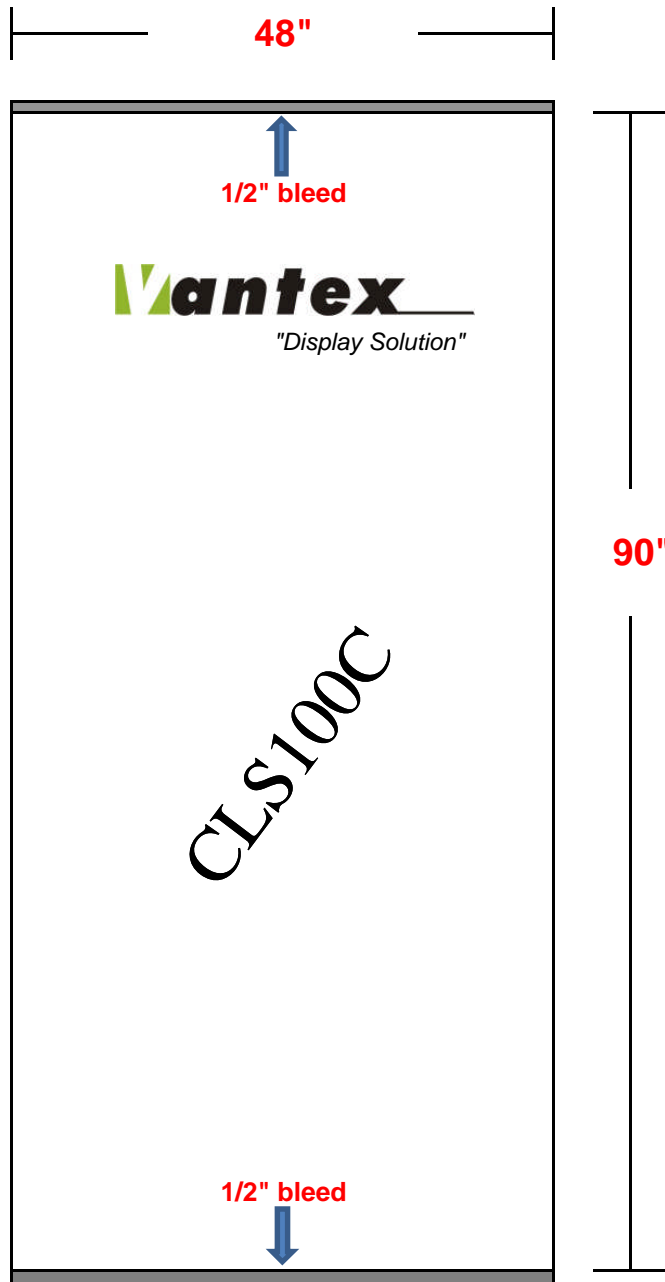 48"
1/2" bleed
Vantex
"Display Solution"
90"
CLS100C
1/2" bleed